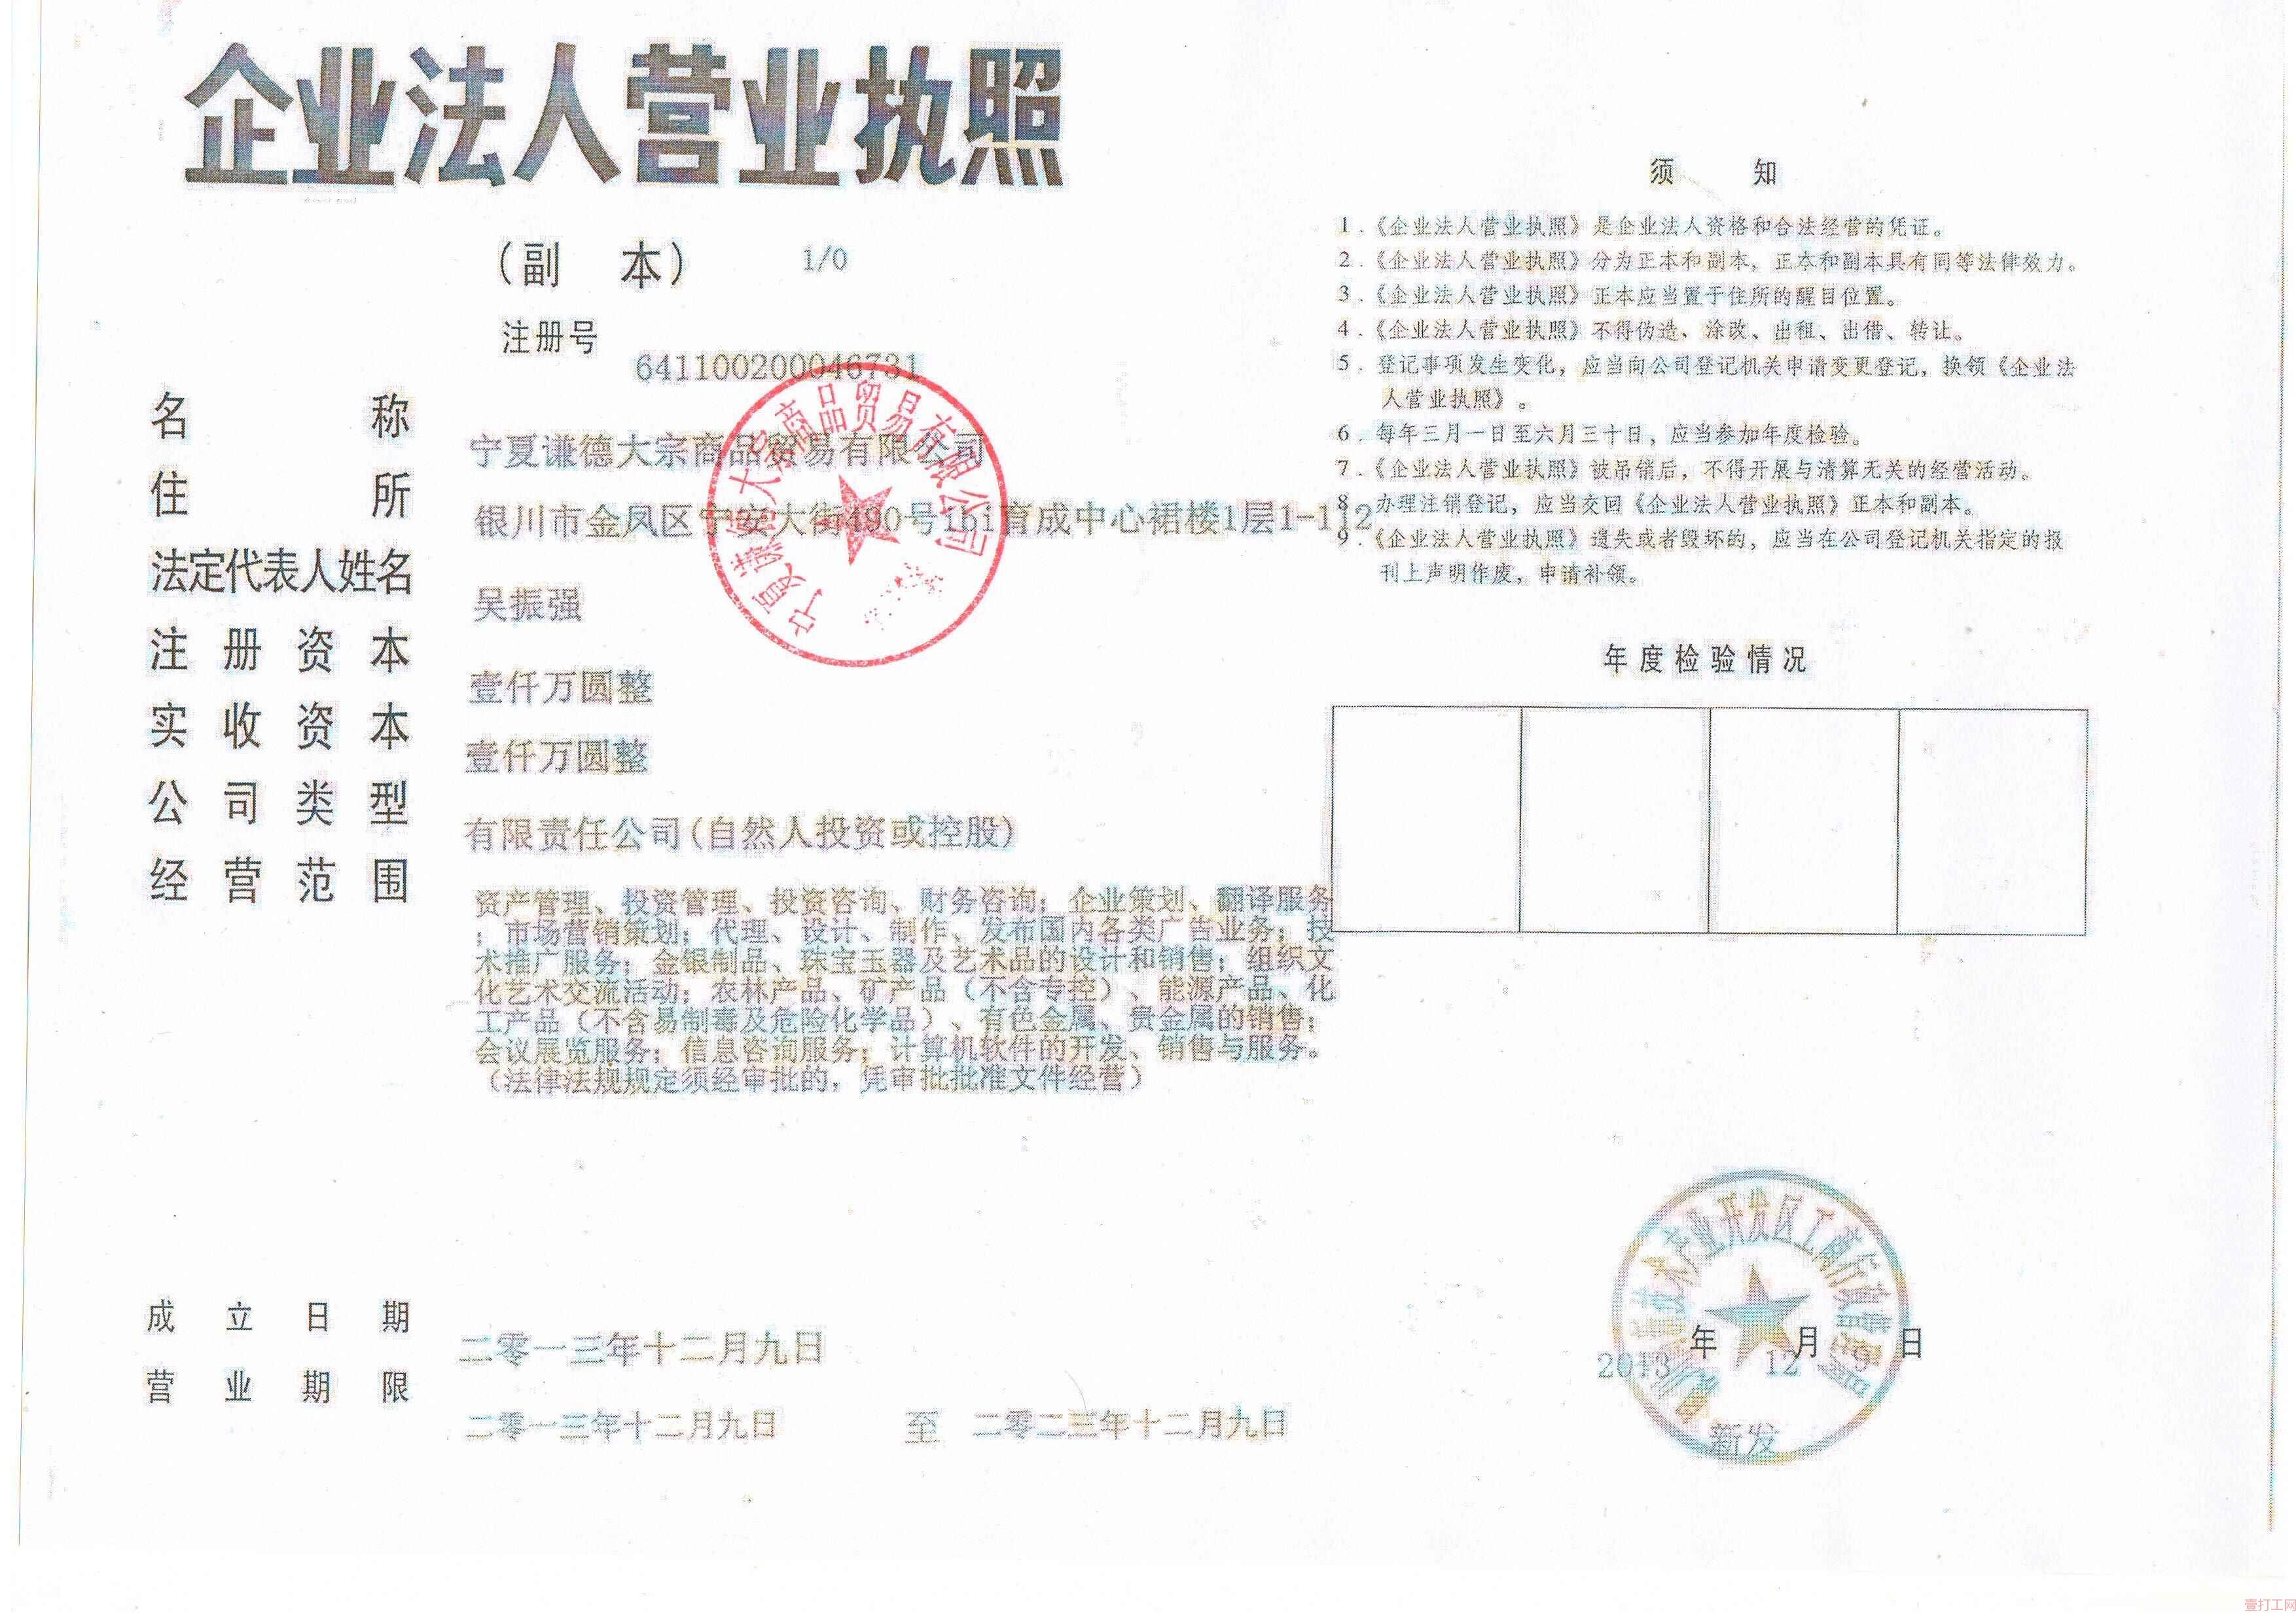 企业法人营业执照
（副 本） 1/0
注册号 641100200046731
名 称 宁夏谦德大宗商品贸易有限公司
住 所 银川市金凤区宁安大街490号ibi育成中心裙楼1层1-112
法定代表人姓名 吴振强
注册资本 壹仟万圆整
实收资本 壹仟万圆整
公司类型 有限责任公司(自然人投资或控股)
经营范围
资产管理、投资管理、投资咨询、财务咨询；企业策划、翻译服务
；市场营销策划；代理、设计、制作、发布国内各类广告业务；技
术推广服务；金银制品、珠宝玉器及艺术品的设计和销售；组织文
化艺术交流活动；农林产品、矿产品（不含专控）、能源产品、化
工产品（不含易制毒及危险化学品）、有色金属、贵金属的销售；
会议展览服务；信息咨询服务；计算机软件的开发、销售与服务。
（法律法规规定须经审批的，凭审批批准文件经营）
宁夏谦德大宗商品贸易有限公司
成立日期 二零一三年十二月九日
营业期限 二零一三年十二月九日 至 二零二三年十二月九日
须 知
1．《企业法人营业执照》是企业法人资格和合法经营的凭证。
2．《企业法人营业执照》分为正本和副本，正本和副本具有同等法律效力。
3．《企业法人营业执照》正本应当置于住所的醒目位置。
4．《企业法人营业执照》不得伪造、涂改、出租、出借、转让。
5．登记事项发生变化，应当向公司登记机关申请变更登记，换领《企业法
人营业执照》。
6．每年三月一日至六月三十日，应当参加年度检验。
7．《企业法人营业执照》被吊销后，不得开展与清算无关的经营活动。
8．办理注销登记，应当交回《企业法人营业执照》正本和副本。
9．《企业法人营业执照》遗失或者毁坏的，应当在公司登记机关指定的报
刊上声明作废，申请补领。
年度检验情况
技术产业开发区工商行政管理局
2013年12月9日
新发
壹打工网